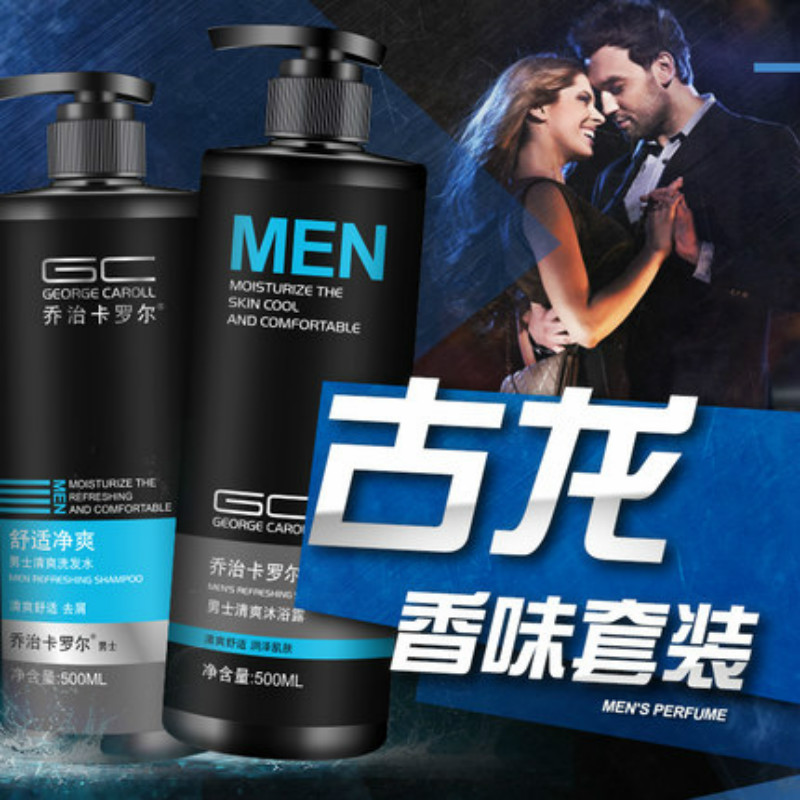 GC
GEORGE CAROLL
乔治卡罗尔®
MEN
MOISTURIZE THE
REFRESHING
AND COMFORTABLE
舒适净爽
男士清爽洗发水
MEN REFRESHING SHAMPOO
清爽舒适 去屑
乔治卡罗尔® 男士
净含量:500ML
MEN
MOISTURIZE THE
SKIN COOL
AND COMFORTABLE
GC
GEORGE CARO
乔治卡罗尔
MEN'S REFRESHING
男士清爽沐浴露
清爽舒适 润泽肌肤
净含量:500ML
古龙
香味套装
MEN'S PERFUME